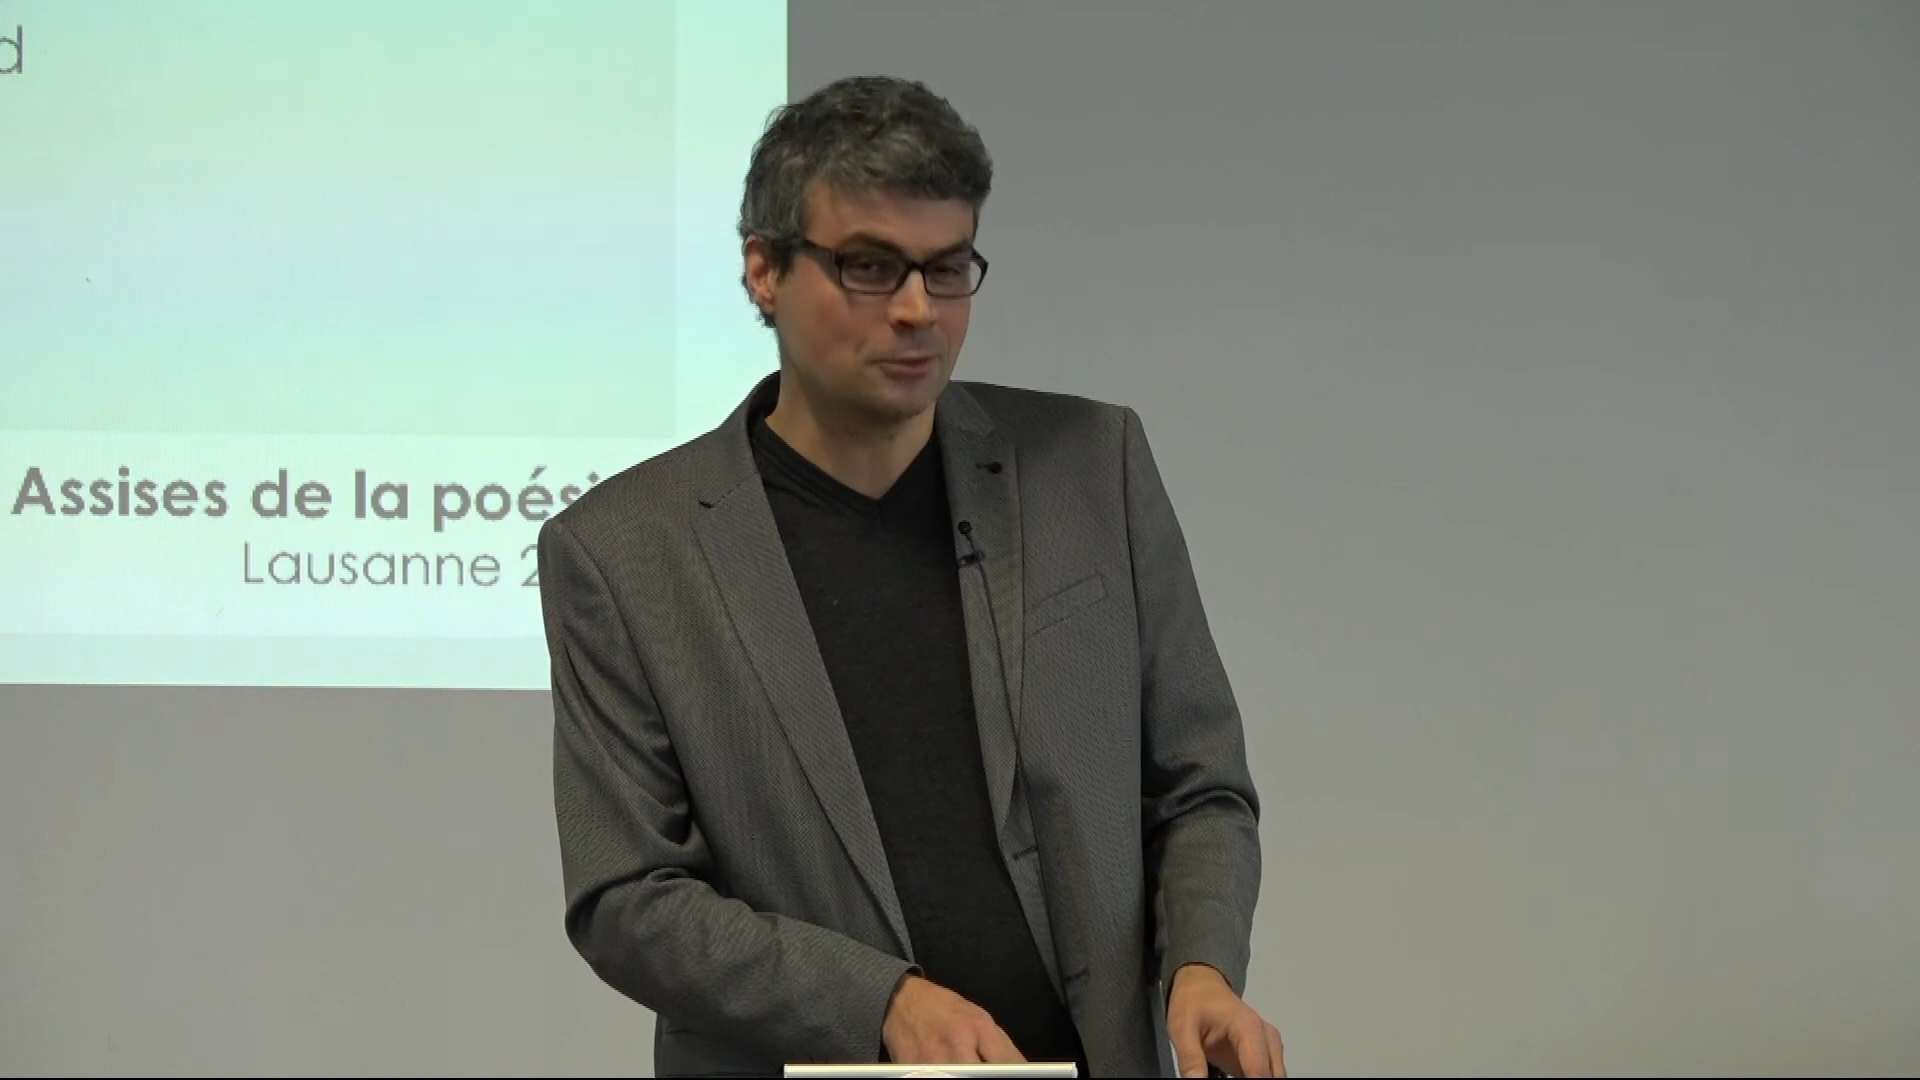 d
Assises de la poési
Lausanne 2